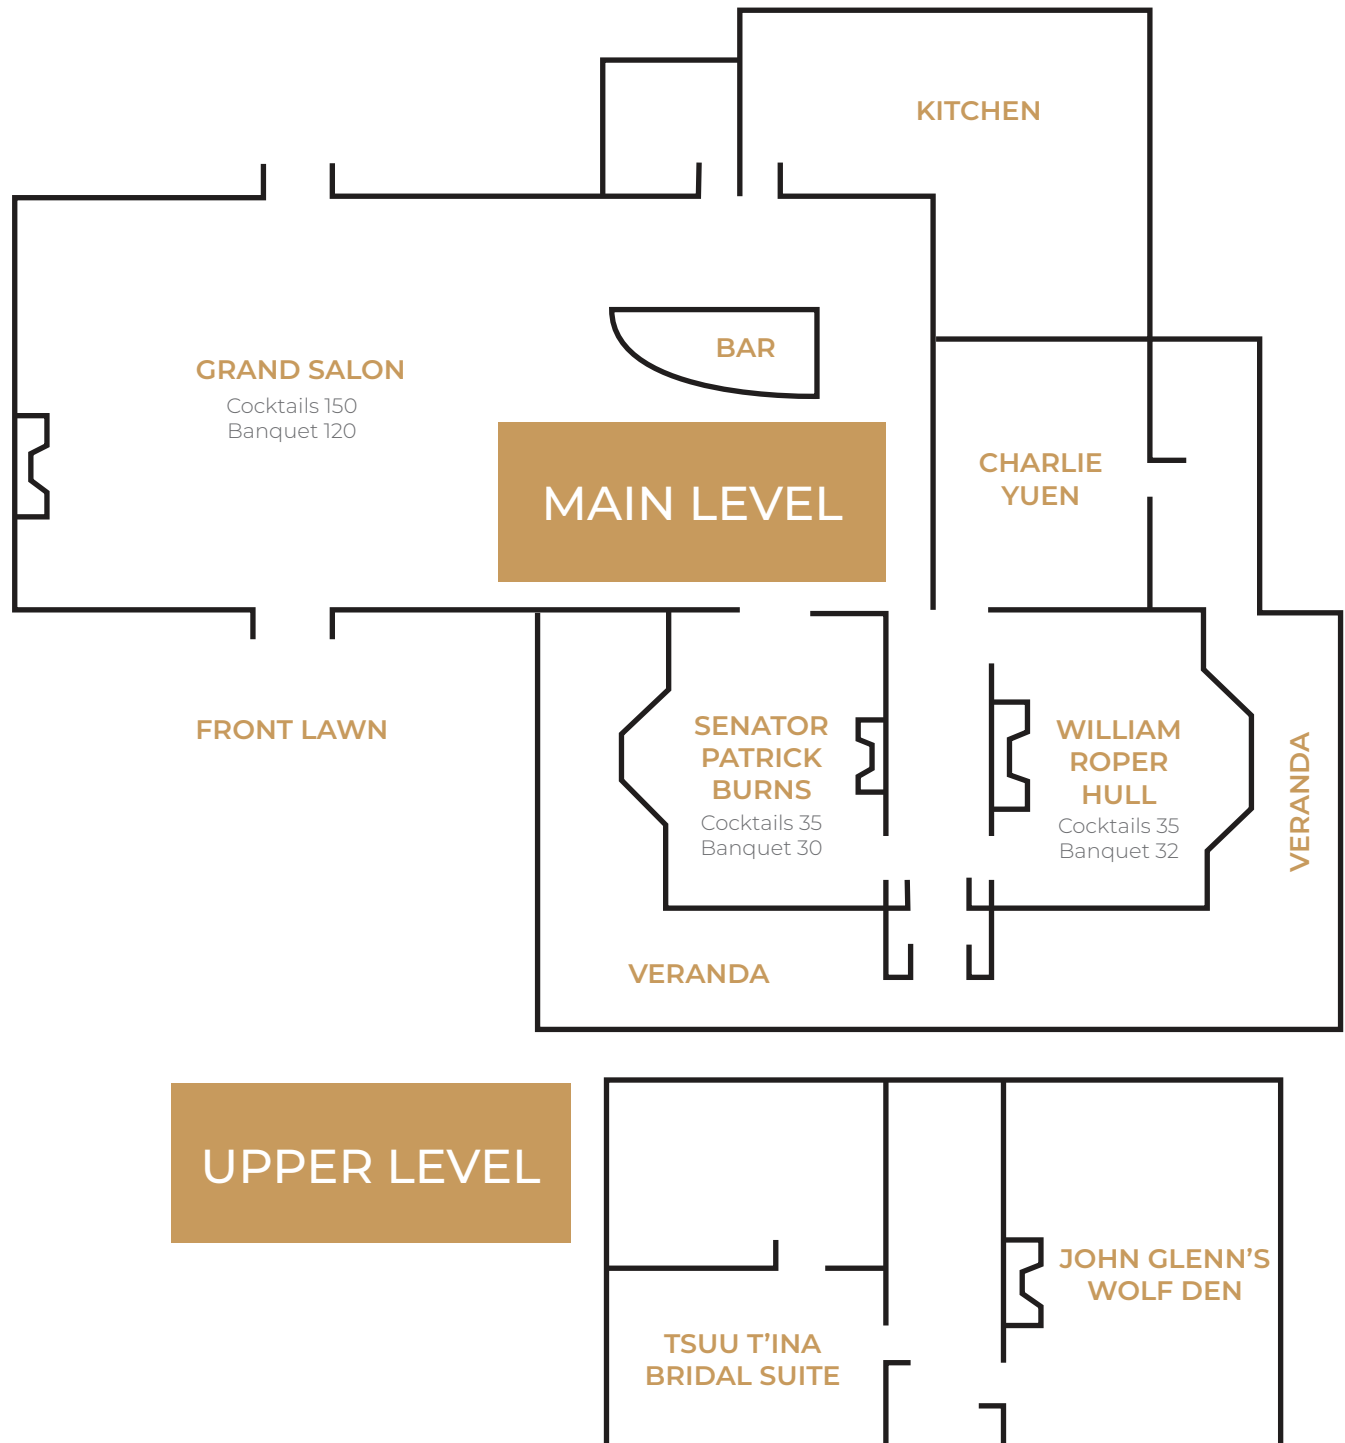 KITCHEN
BAR
GRAND SALON
Cocktails 150
Banquet 120
MAIN LEVEL
CHARLIE
YUEN
FRONT LAWN
SENATOR
PATRICK
BURNS
Cocktails 35
Banquet 30
WILLIAM
ROPER
HULL
Cocktails 35
Banquet 32
VERANDA
VERANDA
UPPER LEVEL
JOHN GLENN’S
WOLF DEN
TSUU T’INA
BRIDAL SUITE